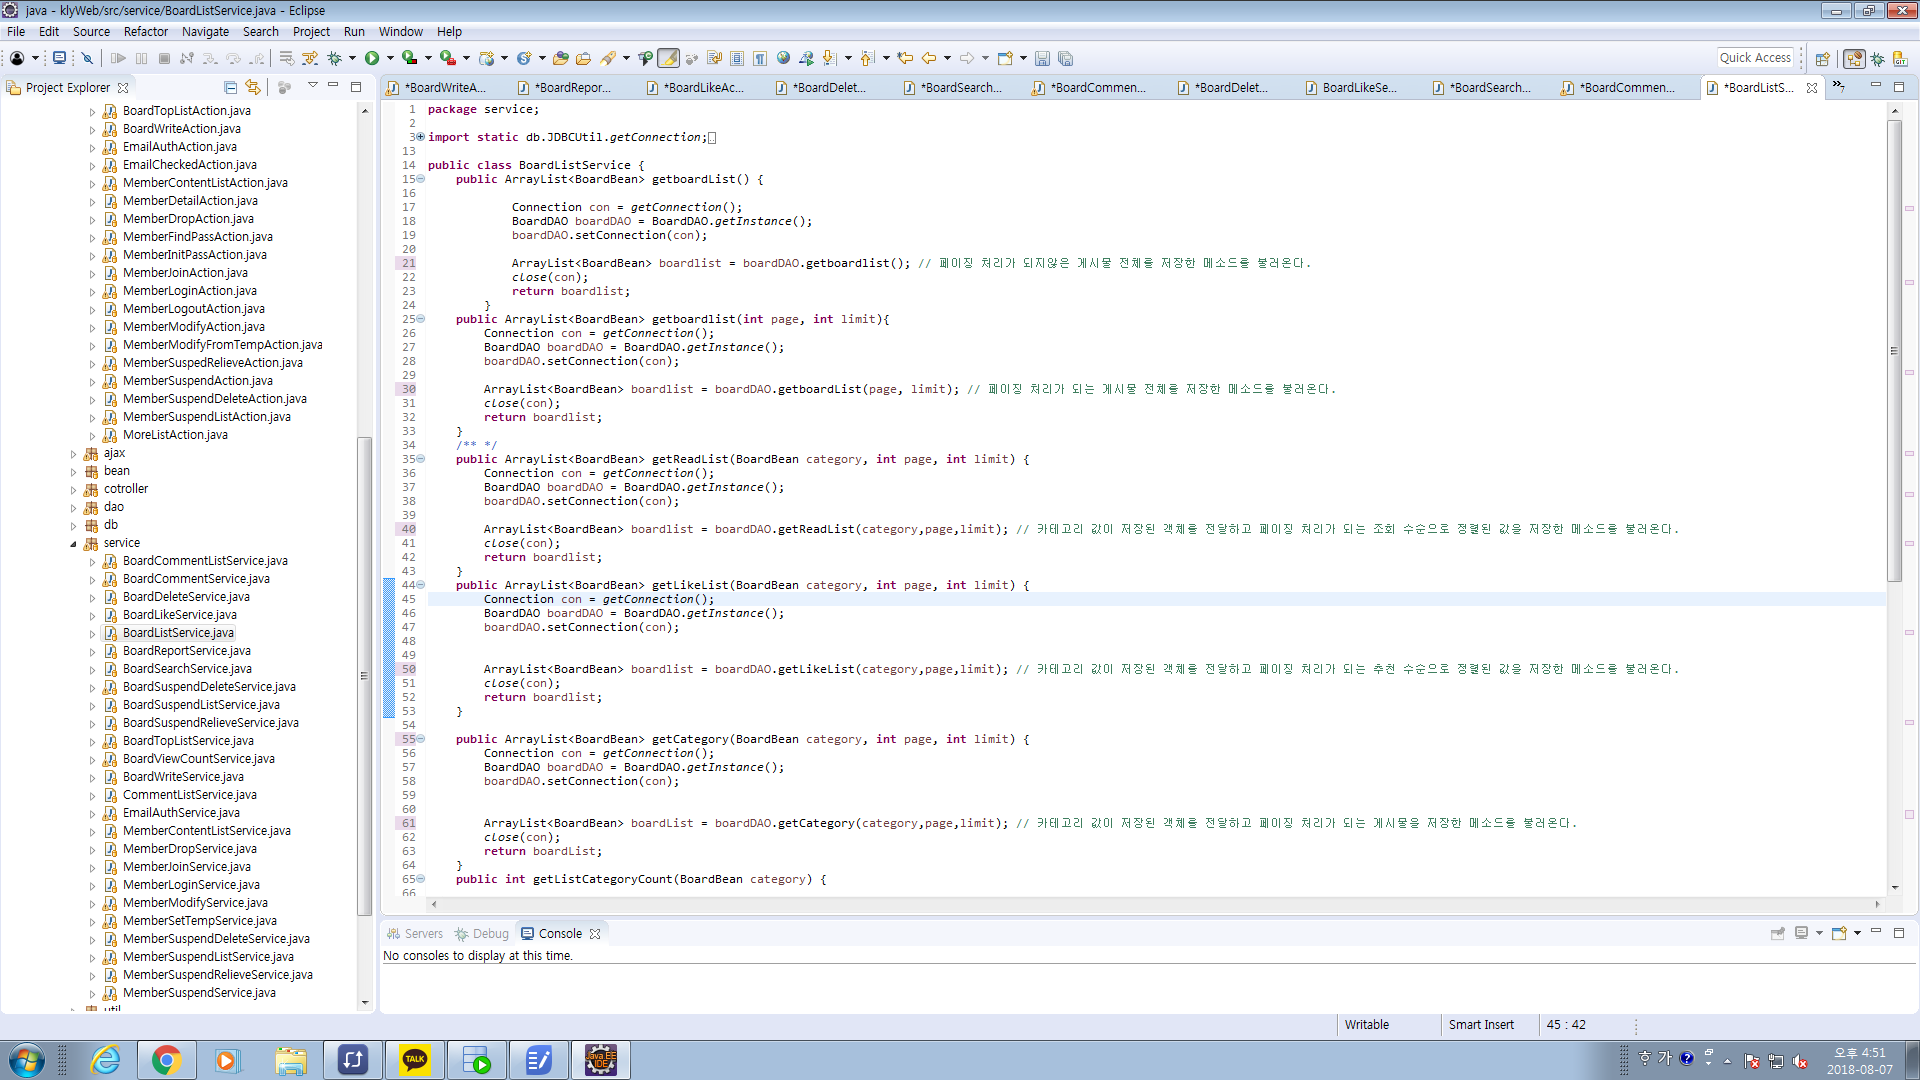 java - klyWeb/src/service/BoardListService.java - Eclipse
File Edit Source Refactor Navigate Search Project Run Window Help
Quick Access
Project Explorer
*BoardWriteA... *BoardRepor... *BoardLikeAc... *BoardDelet... *BoardSearch... *BoardCommen... *BoardDelet... BoardLikeSe... *BoardSearch... *BoardCommen... *BoardListS... 7
BoardTopListAction.java
BoardWriteAction.java
EmailAuthAction.java
EmailCheckedAction.java
MemberContentListAction.java
MemberDetailAction.java
MemberDropAction.java
MemberFindPassAction.java
MemberInitPassAction.java
MemberJoinAction.java
MemberLoginAction.java
MemberLogoutAction.java
MemberModifyAction.java
MemberModifyFromTempAction.java
MemberSuspedRelieveAction.java
MemberSuspendAction.java
MemberSuspendDeleteAction.java
MemberSuspendListAction.java
MoreListAction.java
ajax
bean
cotroller
dao
db
service
BoardCommentListService.java
BoardCommentService.java
BoardDeleteService.java
BoardLikeService.java
BoardListService.java
BoardReportService.java
BoardSearchService.java
BoardSuspendDeleteService.java
BoardSuspendListService.java
BoardSuspendRelieveService.java
BoardTopListService.java
BoardViewCountService.java
BoardWriteService.java
CommentListService.java
EmailAuthService.java
MemberContentListService.java
MemberDropService.java
MemberJoinService.java
MemberLoginService.java
MemberModifyService.java
MemberSetTempService.java
MemberSuspendDeleteService.java
MemberSuspendListService.java
MemberSuspendRelieveService.java
MemberSuspendService.java
util
1 package service;
2
3 import static db.JDBCUtil.getConnection;
13
14 public class BoardListService {
15 public ArrayList<BoardBean> getboardList() {
16
17 Connection con = getConnection();
18 BoardDAO boardDAO = BoardDAO.getInstance();
19 boardDAO.setConnection(con);
20
21 ArrayList<BoardBean> boardlist = boardDAO.getboardlist(); // 페이징 처리가 되지않은 게시물 전체를 저장한 메소드를 불러온다.
22 close(con);
23 return boardlist;
24 }
25 public ArrayList<BoardBean> getboardlist(int page, int limit){
26 Connection con = getConnection();
27 BoardDAO boardDAO = BoardDAO.getInstance();
28 boardDAO.setConnection(con);
29
30 ArrayList<BoardBean> boardlist = boardDAO.getboardList(page, limit); // 페이징 처리가 되는 게시물 전체를 저장한 메소드를 불러온다.
31 close(con);
32 return boardlist;
33 }
34 /** */
35 public ArrayList<BoardBean> getReadList(BoardBean category, int page, int limit) {
36 Connection con = getConnection();
37 BoardDAO boardDAO = BoardDAO.getInstance();
38 boardDAO.setConnection(con);
39
40 ArrayList<BoardBean> boardlist = boardDAO.getReadList(category,page,limit); // 카테고리 값이 저장된 객체를 전달하고 페이징 처리가 되는 조회 수순으로 정렬된 값을 저장한 메소드를 불러온다.
41 close(con);
42 return boardlist;
43 }
44 public ArrayList<BoardBean> getLikeList(BoardBean category, int page, int limit) {
45 Connection con = getConnection();
46 BoardDAO boardDAO = BoardDAO.getInstance();
47 boardDAO.setConnection(con);
48
49
50 ArrayList<BoardBean> boardlist = boardDAO.getLikeList(category,page,limit); // 카테고리 값이 저장된 객체를 전달하고 페이징 처리가 되는 추천 수순으로 정렬된 값을 저장한 메소드를 불러온다.
51 close(con);
52 return boardlist;
53 }
54
55 public ArrayList<BoardBean> getCategory(BoardBean category, int page, int limit) {
56 Connection con = getConnection();
57 BoardDAO boardDAO = BoardDAO.getInstance();
58 boardDAO.setConnection(con);
59
60
61 ArrayList<BoardBean> boardList = boardDAO.getCategory(category,page,limit); // 카테고리 값이 저장된 객체를 전달하고 페이징 처리가 되는 게시물을 저장한 메소드를 불러온다.
62 close(con);
63 return boardList;
64 }
65 public int getListCategoryCount(BoardBean category) {
66
Servers Debug Console
No consoles to display at this time.
Writable Smart Insert 45 : 42
TALK
Java EE IDE
가
오후 4:51
2018-08-07